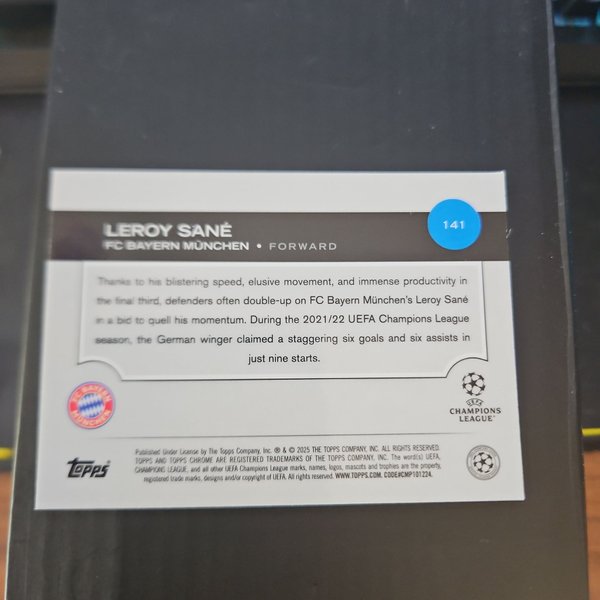 141
LEROY SANÉ
FC BAYERN MÜNCHEN • FORWARD
Thanks to his blistering speed, elusive movement, and immense productivity in
the final third, defenders often double-up on FC Bayern München's Leroy Sané
in a bid to quell his momentum. During the 2021/22 UEFA Champions League
season, the German winger claimed a staggering six goals and six assists in
just nine starts.
FC BAYERN
MÜNCHEN
UEFA
CHAMPIONS
LEAGUE
Topps
Published Under License by The Topps Company, Inc. ® & © 2025 THE TOPPS COMPANY, INC. ALL RIGHTS RESERVED.
TOPPS AND TOPPS CHROME ARE REGISTERED TRADEMARKS OF THE TOPPS COMPANY, INC. The word(s) UEFA,
CHAMPIONS LEAGUE, and all other UEFA Champions League marks, names, logos, mascots and trophies are the property,
registered trade marks, designs and/or copyright of UEFA. All rights reserved. WWW.TOPPS.COM. CODE#CMP101224.